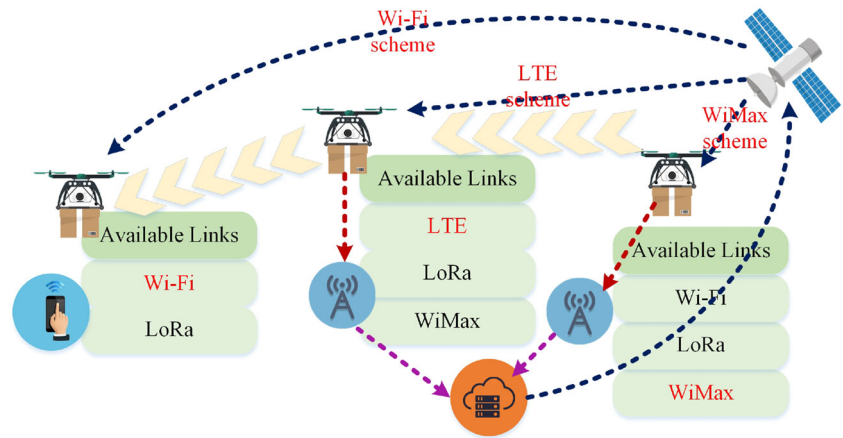 Wi-Fi
scheme
LTE
scheme
WiMax
scheme
Available Links
Wi-Fi
LoRa
Available Links
LTE
LoRa
WiMax
Available Links
Wi-Fi
LoRa
WiMax